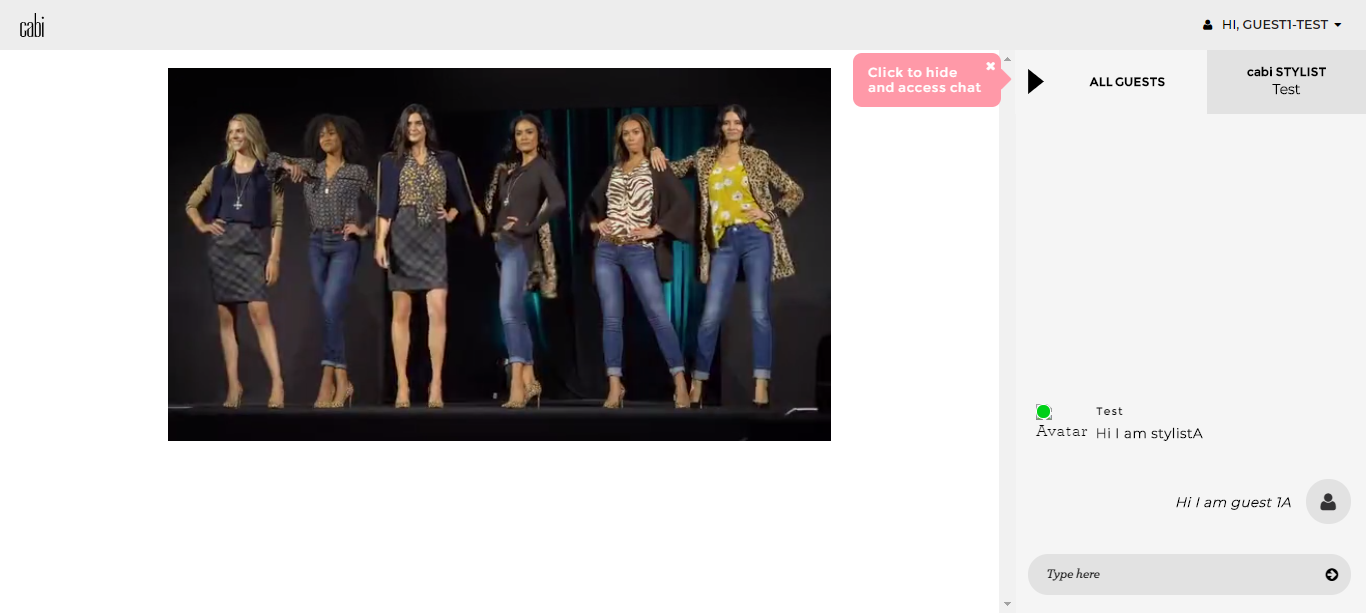 cabi
HI, GUEST1-TEST
Click to hide
and access chat
ALL GUESTS
cabi STYLIST
Test
Test
Avatar
Hi I am stylistA
Hi I am guest 1A
Type here